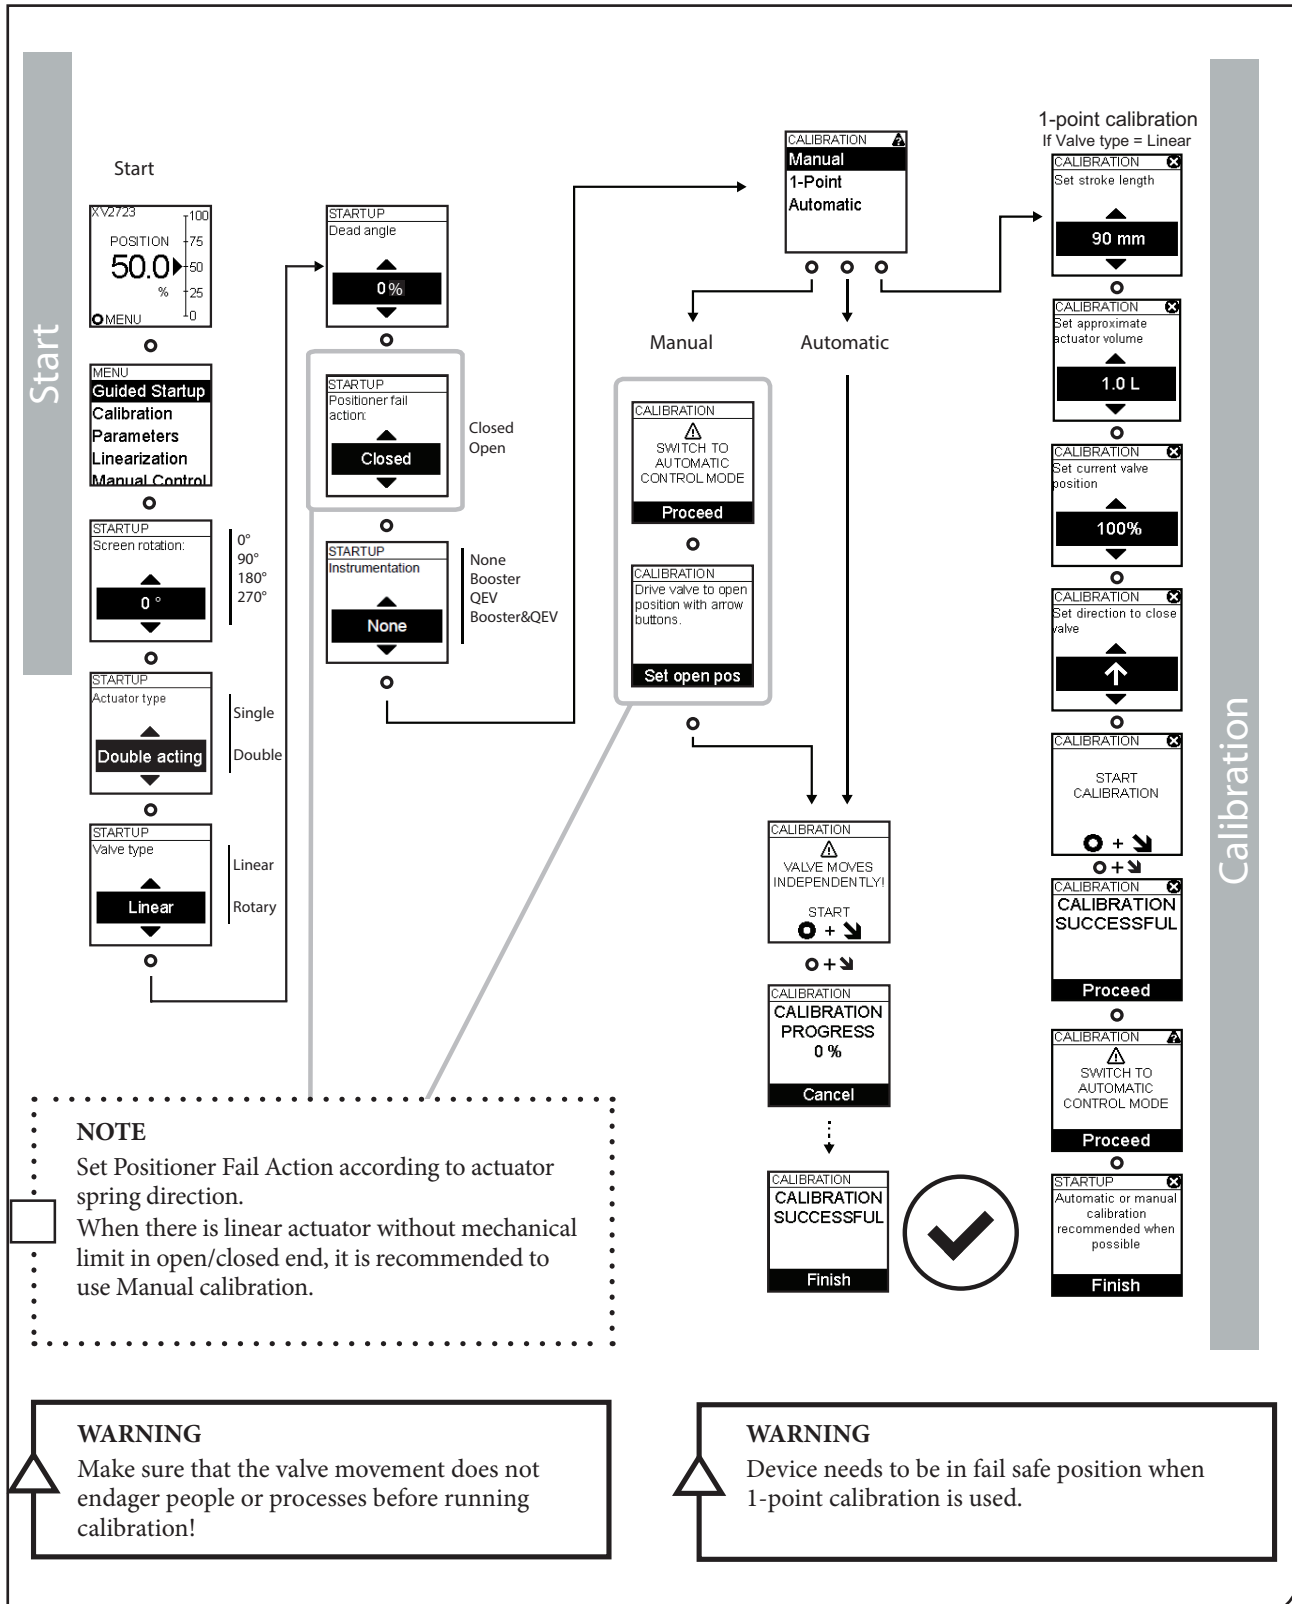 Start
Start
XV2723
100
POSITION
75
50.0
50
%
25
MENU
0
MENU
Guided Startup
Calibration
Parameters
Linearization
Manual Control
STARTUP
Screen rotation:
0 °
0°
90°
180°
270°
STARTUP
Actuator type
Double acting
Single
Double
STARTUP
Valve type
Linear
Linear
Rotary
STARTUP
Dead angle
0%
STARTUP
Positioner fail
action:
Closed
Closed
Open
STARTUP
Instrumentation
None
None
Booster
QEV
Booster&QEV
CALIBRATION
Manual
1-Point
Automatic
Manual
Automatic
CALIBRATION
SWITCH TO
AUTOMATIC
CONTROL MODE
Proceed
CALIBRATION
Drive valve to open
position with arrow
buttons.
Set open pos
CALIBRATION
VALVE MOVES
INDEPENDENTLY!
START
+
+
CALIBRATION
CALIBRATION
PROGRESS
0 %
Cancel
CALIBRATION
CALIBRATION
SUCCESSFUL
Finish
1-point calibration
If Valve type = Linear
CALIBRATION
Set stroke length
90 mm
CALIBRATION
Set approximate
actuator volume
1.0 L
CALIBRATION
Set current valve
position
100%
CALIBRATION
Set direction to close
valve
CALIBRATION
START
CALIBRATION
+
+
CALIBRATION
CALIBRATION
SUCCESSFUL
Proceed
CALIBRATION
SWITCH TO
AUTOMATIC
CONTROL MODE
Proceed
STARTUP
Automatic or manual
calibration
recommended when
possible
Finish
Calibration
NOTE
Set Positioner Fail Action according to actuator
spring direction.
When there is linear actuator without mechanical
limit in open/closed end, it is recommended to
use Manual calibration.
WARNING
Make sure that the valve movement does not
endager people or processes before running
calibration!
WARNING
Device needs to be in fail safe position when
1-point calibration is used.